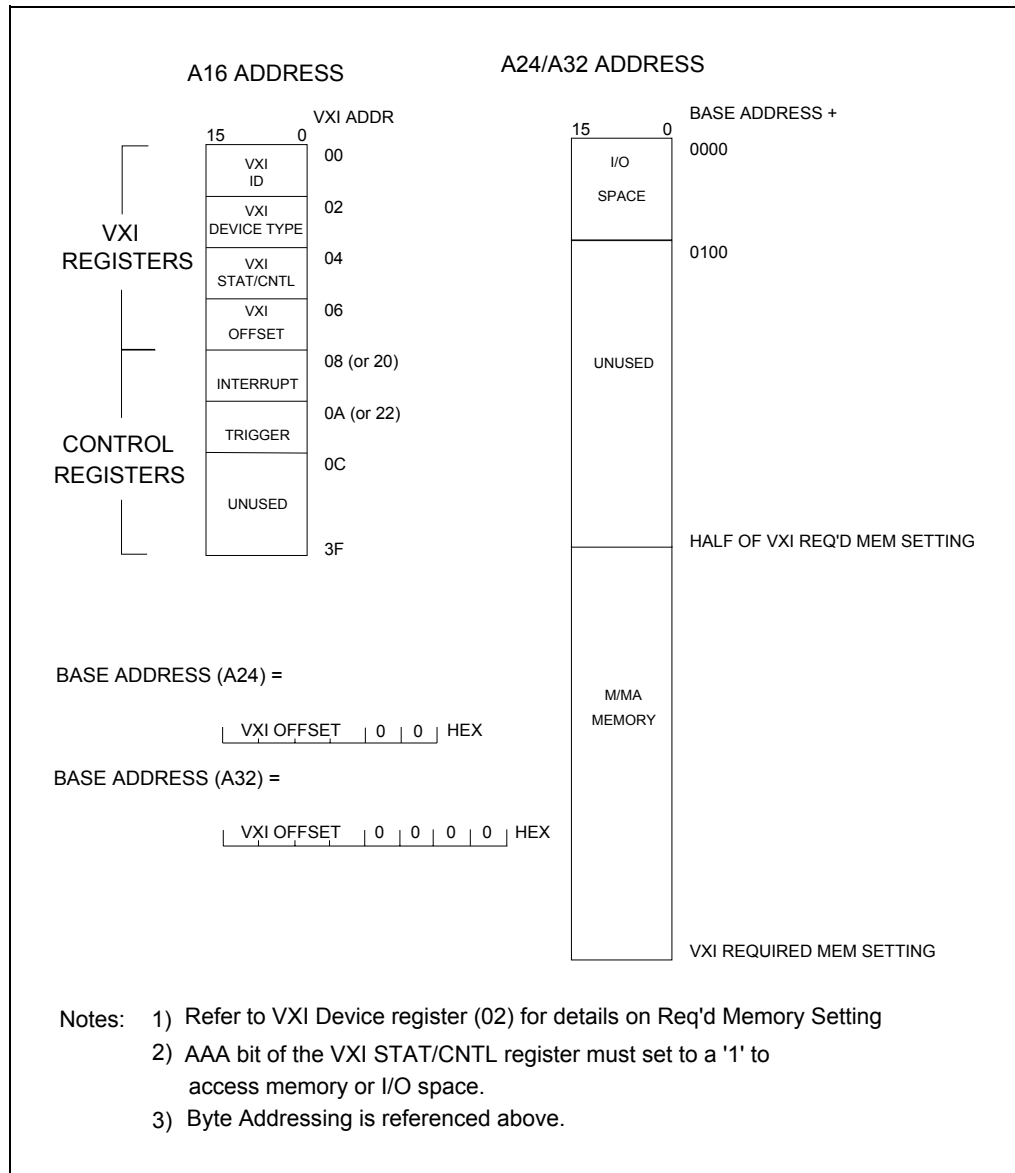 A16 ADDRESS
VXI ADDR
15 0
VXI
ID
00
VXI
DEVICE TYPE
02
VXI
STAT/CNTL
04
VXI
OFFSET
06
INTERRUPT
08 (or 20)
TRIGGER
0A (or 22)
UNUSED
0C
3F
VXI
REGISTERS
CONTROL
REGISTERS
A24/A32 ADDRESS
BASE ADDRESS +
15 0
0000
I/O
SPACE
0100
UNUSED
HALF OF VXI REQ'D MEM SETTING
M/MA
MEMORY
VXI REQUIRED MEM SETTING
BASE ADDRESS (A24) =
VXI OFFSET 0 0 HEX
BASE ADDRESS (A32) =
VXI OFFSET 0 0 0 0 HEX
Notes: 1) Refer to VXI Device register (02) for details on Req'd Memory Setting
2) AAA bit of the VXI STAT/CNTL register must set to a '1' to
access memory or I/O space.
3) Byte Addressing is referenced above.